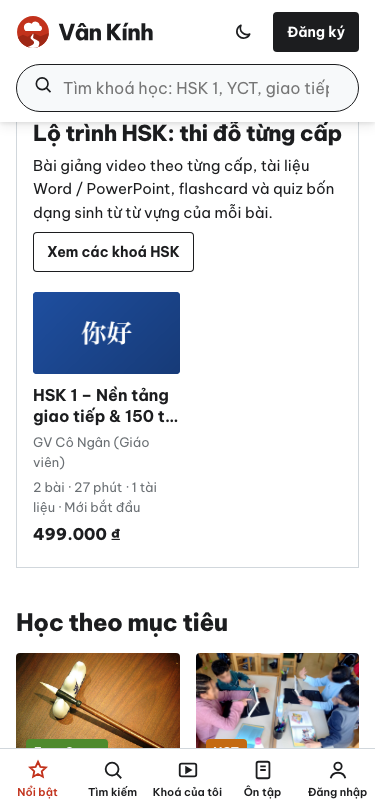 Vân Kính
Đăng ký
Tìm khoá học: HSK 1, YCT, giao tiếp
Lộ trình HSK: thi đỗ từng cấp
Bài giảng video theo từng cấp, tài liệu
Word / PowerPoint, flashcard và quiz bốn
dạng sinh từ từ vựng của mỗi bài.
Xem các khoá HSK
你好
HSK 1 – Nền tảng
giao tiếp & 150 t...
GV Cô Ngân (Giáo
viên)
2 bài · 27 phút · 1 tài
liệu · Mới bắt đầu
499.000 ₫
Học theo mục tiêu
Nổi bật
Tìm kiếm
Khoá của tôi
Ôn tập
Đăng nhập